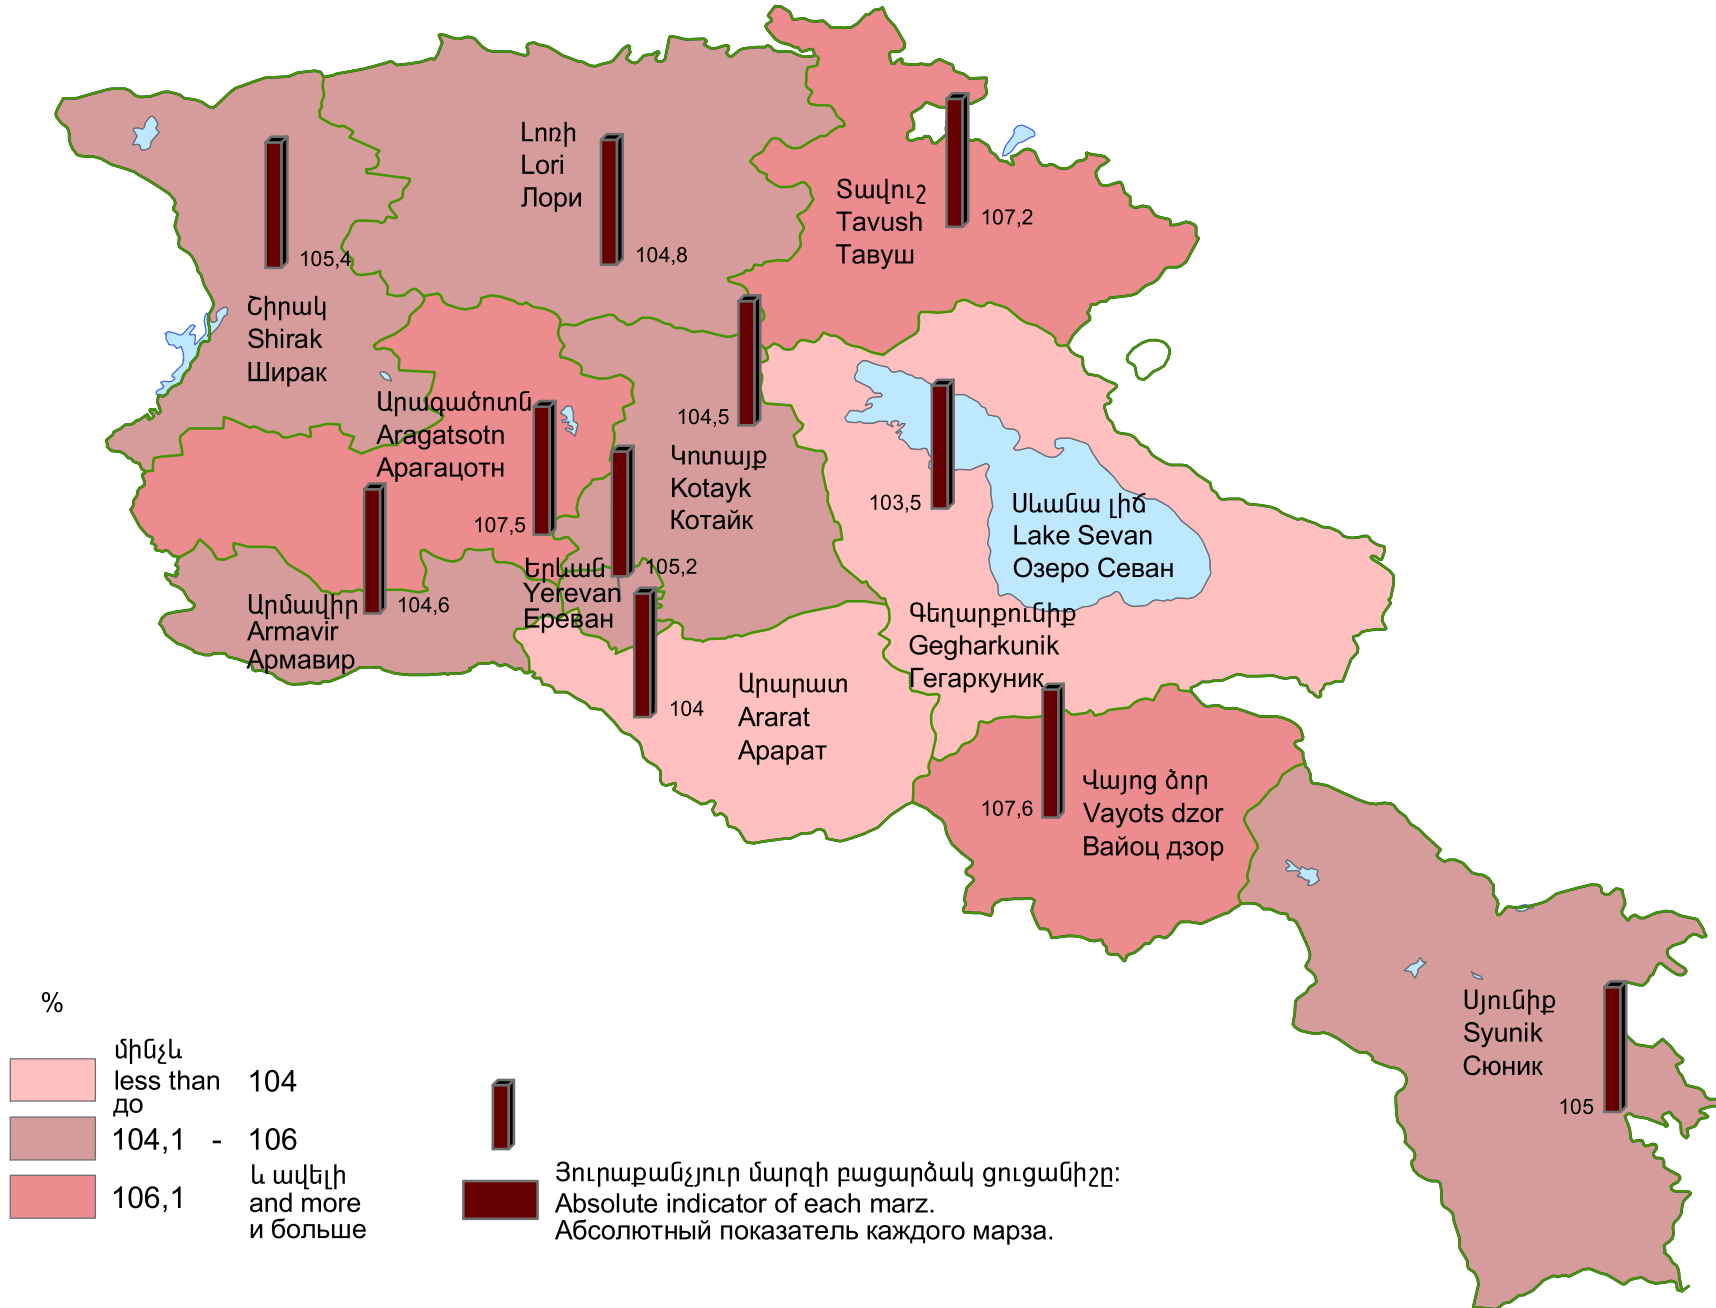 Լոռի
Lori
Лори
104,8
Տավուշ
Tavush
Тавуш
107,2
105,4
Շիրակ
Shirak
Ширак
Արագածոտն
Aragatsotn
Арагацотн
107,5
104,5
Կոտայք
Kotayk
Котайк
103,5
Սևանա լիճ
Lake Sevan
Озеро Севан
Երևան
Yerevan
Ереван
105,2
Արմավիր
Armavir
Армавир
104,6
Գեղարքունիք
Gegharkunik
Гегаркуник
Արարատ
Ararat
Арарат
104
Վայոց ձոր
Vayots dzor
Вайоц дзор
107,6
Սյունիք
Syunik
Сюник
105
%
մինչև
less than 104
до
104,1 - 106
106,1
և ավելի
and more
и больше
Յուրաքանչյուր մարզի բացարձակ ցուցանիշը:
Absolute indicator of each marz.
Абсолютный показатель каждого марза.